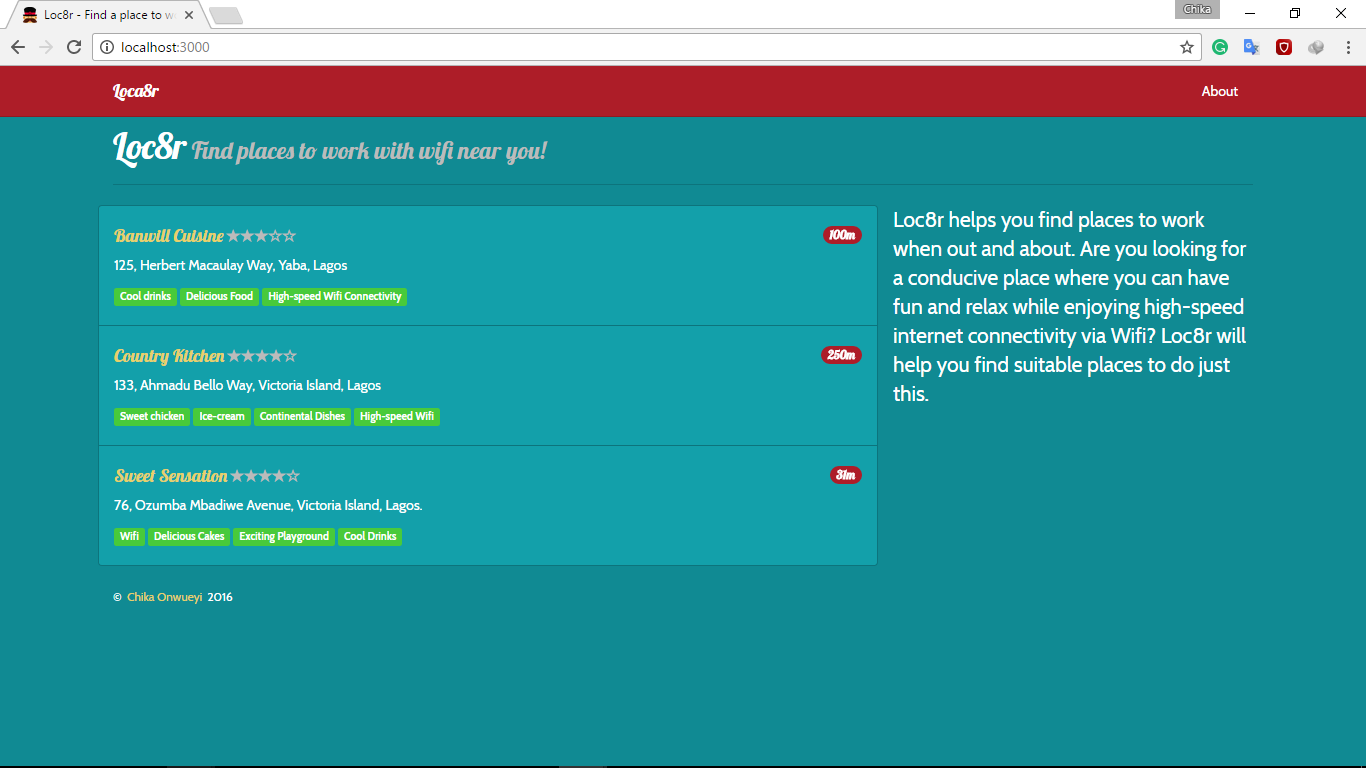 Chika
Loc8r - Find a place to w
localhost:3000
Loca8r
About
Loc8r Find places to work with wifi near you!
Banwill Cuisine ★★★☆☆
100m
125, Herbert Macaulay Way, Yaba, Lagos
Cool drinks Delicious Food High-speed Wifi Connectivity
Country Kitchen ★★★★☆
250m
133, Ahmadu Bello Way, Victoria Island, Lagos
Sweet chicken Ice-cream Continental Dishes High-speed Wifi
Sweet Sensation ★★★★☆
31m
76, Ozumba Mbadiwe Avenue, Victoria Island, Lagos.
Wifi Delicious Cakes Exciting Playground Cool Drinks
Loc8r helps you find places to work
when out and about. Are you looking for
a conducive place where you can have
fun and relax while enjoying high-speed
internet connectivity via Wifi? Loc8r will
help you find suitable places to do just
this.
© Chika Onwueyi 2016